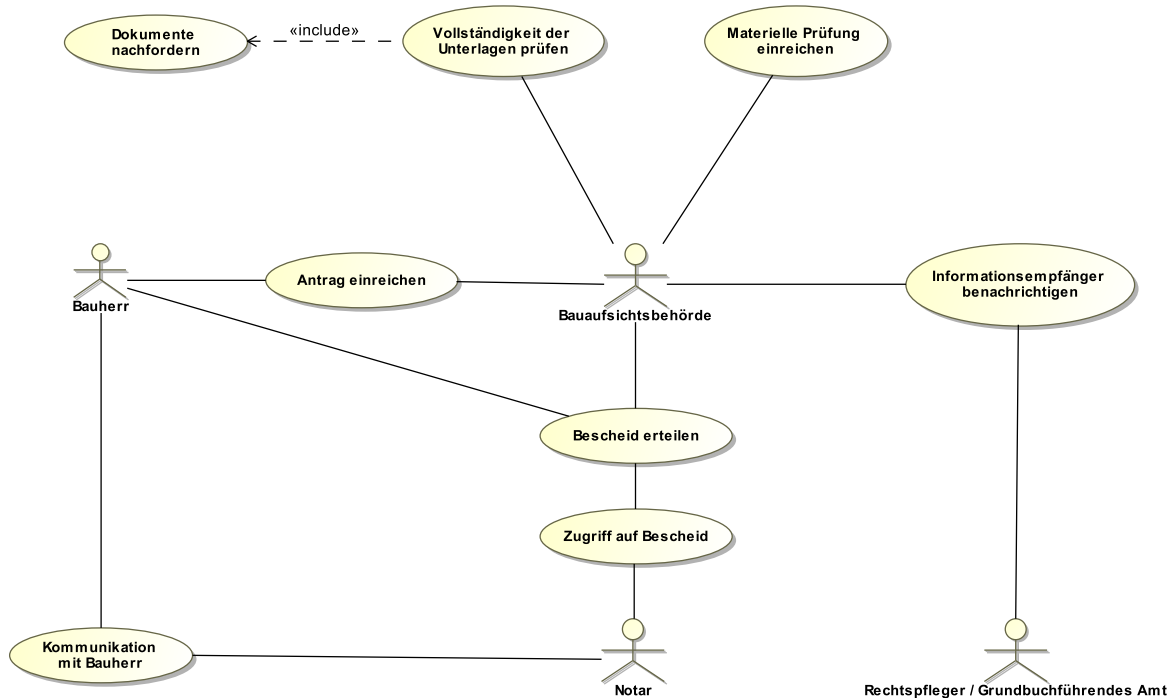 Dokumente
nachfordern
«include»
Vollständigkeit der
Unterlagen prüfen
Materielle Prüfung
einreichen
Bauherr
Antrag einreichen
Bauaufsichtsbehörde
Informationsempfänger
benachrichtigen
Bescheid erteilen
Zugriff auf Bescheid
Kommunikation
mit Bauherr
Notar
Rechtspfleger / Grundbuchführendes Amt